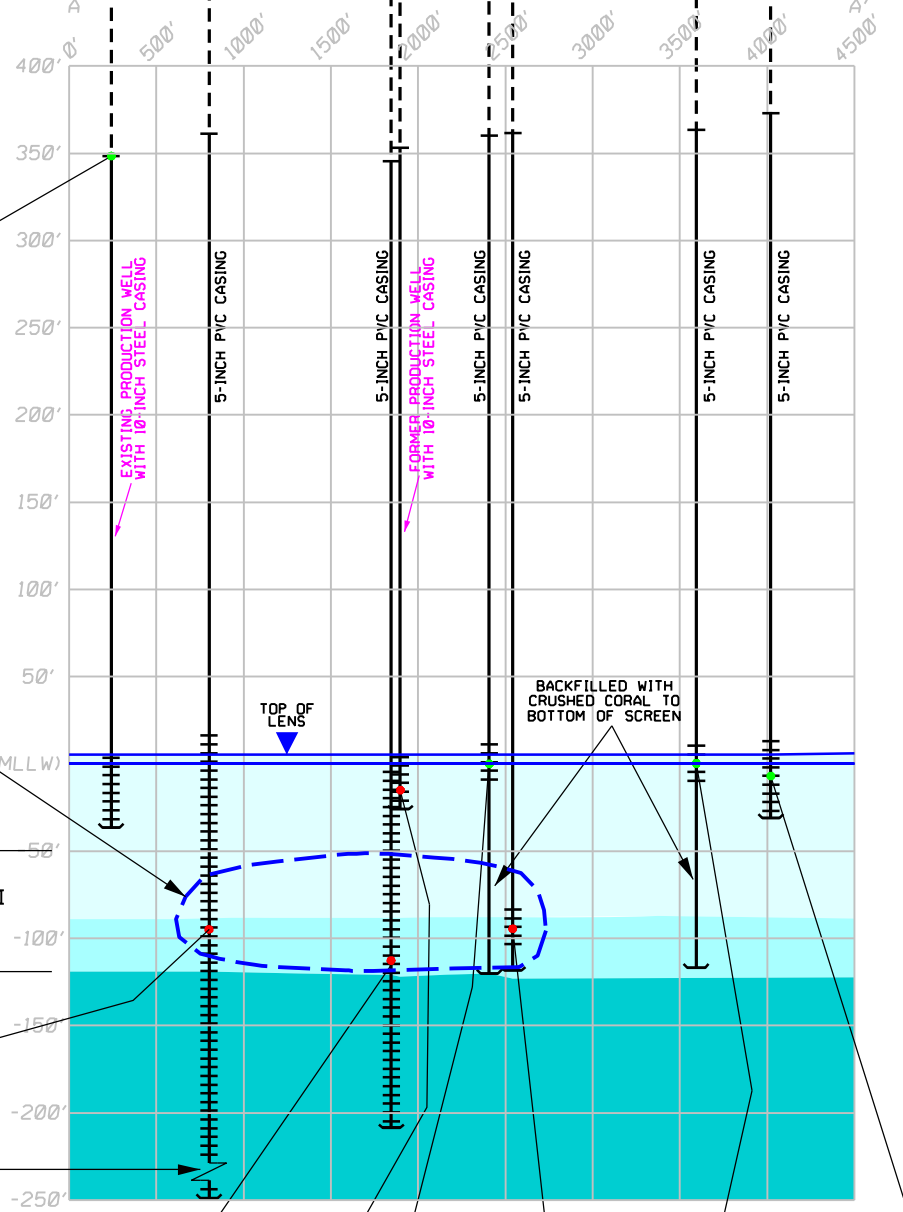 A
A'
0'
500'
1000'
1500'
2000'
2500'
3000'
3500'
4000'
4500'
400'
350'
300'
250'
200'
150'
100'
50'
MLLW)
-50'
-100'
-150'
-200'
-250'
EXISTING PRODUCTION WELL
WITH 10-INCH STEEL CASING
5-INCH PVC CASING
5-INCH PVC CASING
FORMER PRODUCTION WELL
WITH 10-INCH STEEL CASING
5-INCH PVC CASING
5-INCH PVC CASING
5-INCH PVC CASING
5-INCH PVC CASING
TOP OF
LENS
BACKFILLED WITH
CRUSHED CORAL TO
BOTTOM OF SCREEN